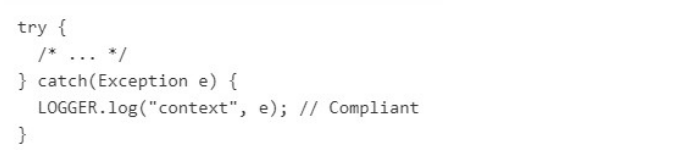 try {
  /* ... */
} catch(Exception e) {
  LOGGER.log("context", e); // Compliant
}